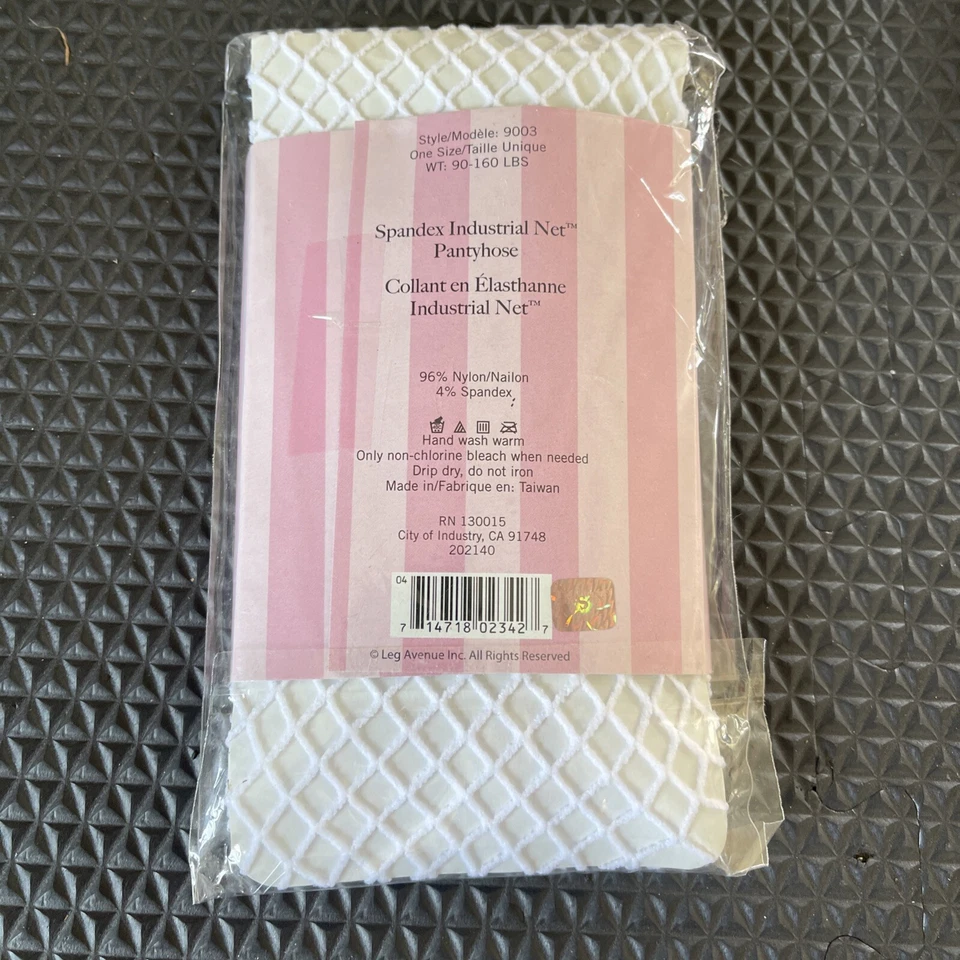 Style/Modèle: 9003
One Size/Taille Unique
WT: 90-160 LBS
Spandex Industrial Net™
Pantyhose
Collant en Élasthanne
Industrial Net™
96% Nylon/Nailon
4% Spandex
Hand wash warm
Only non-chlorine bleach when needed
Drip dry, do not iron
Made in/Fabrique en: Taiwan
RN 130015
City of Industry, CA 91748
202140
04
7 14718 02342 7
© Leg Avenue Inc. All Rights Reserved